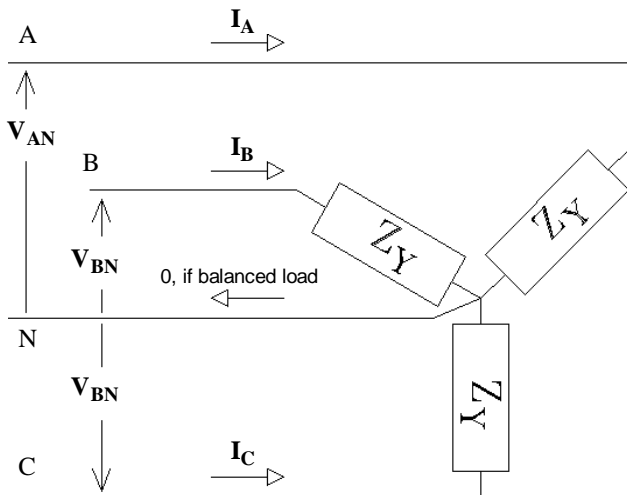 A
I_A
V_AN
B
I_B
Z_Y
Z_Y
V_BN
0, if balanced load
N
V_BN
Z_Y
C
I_C